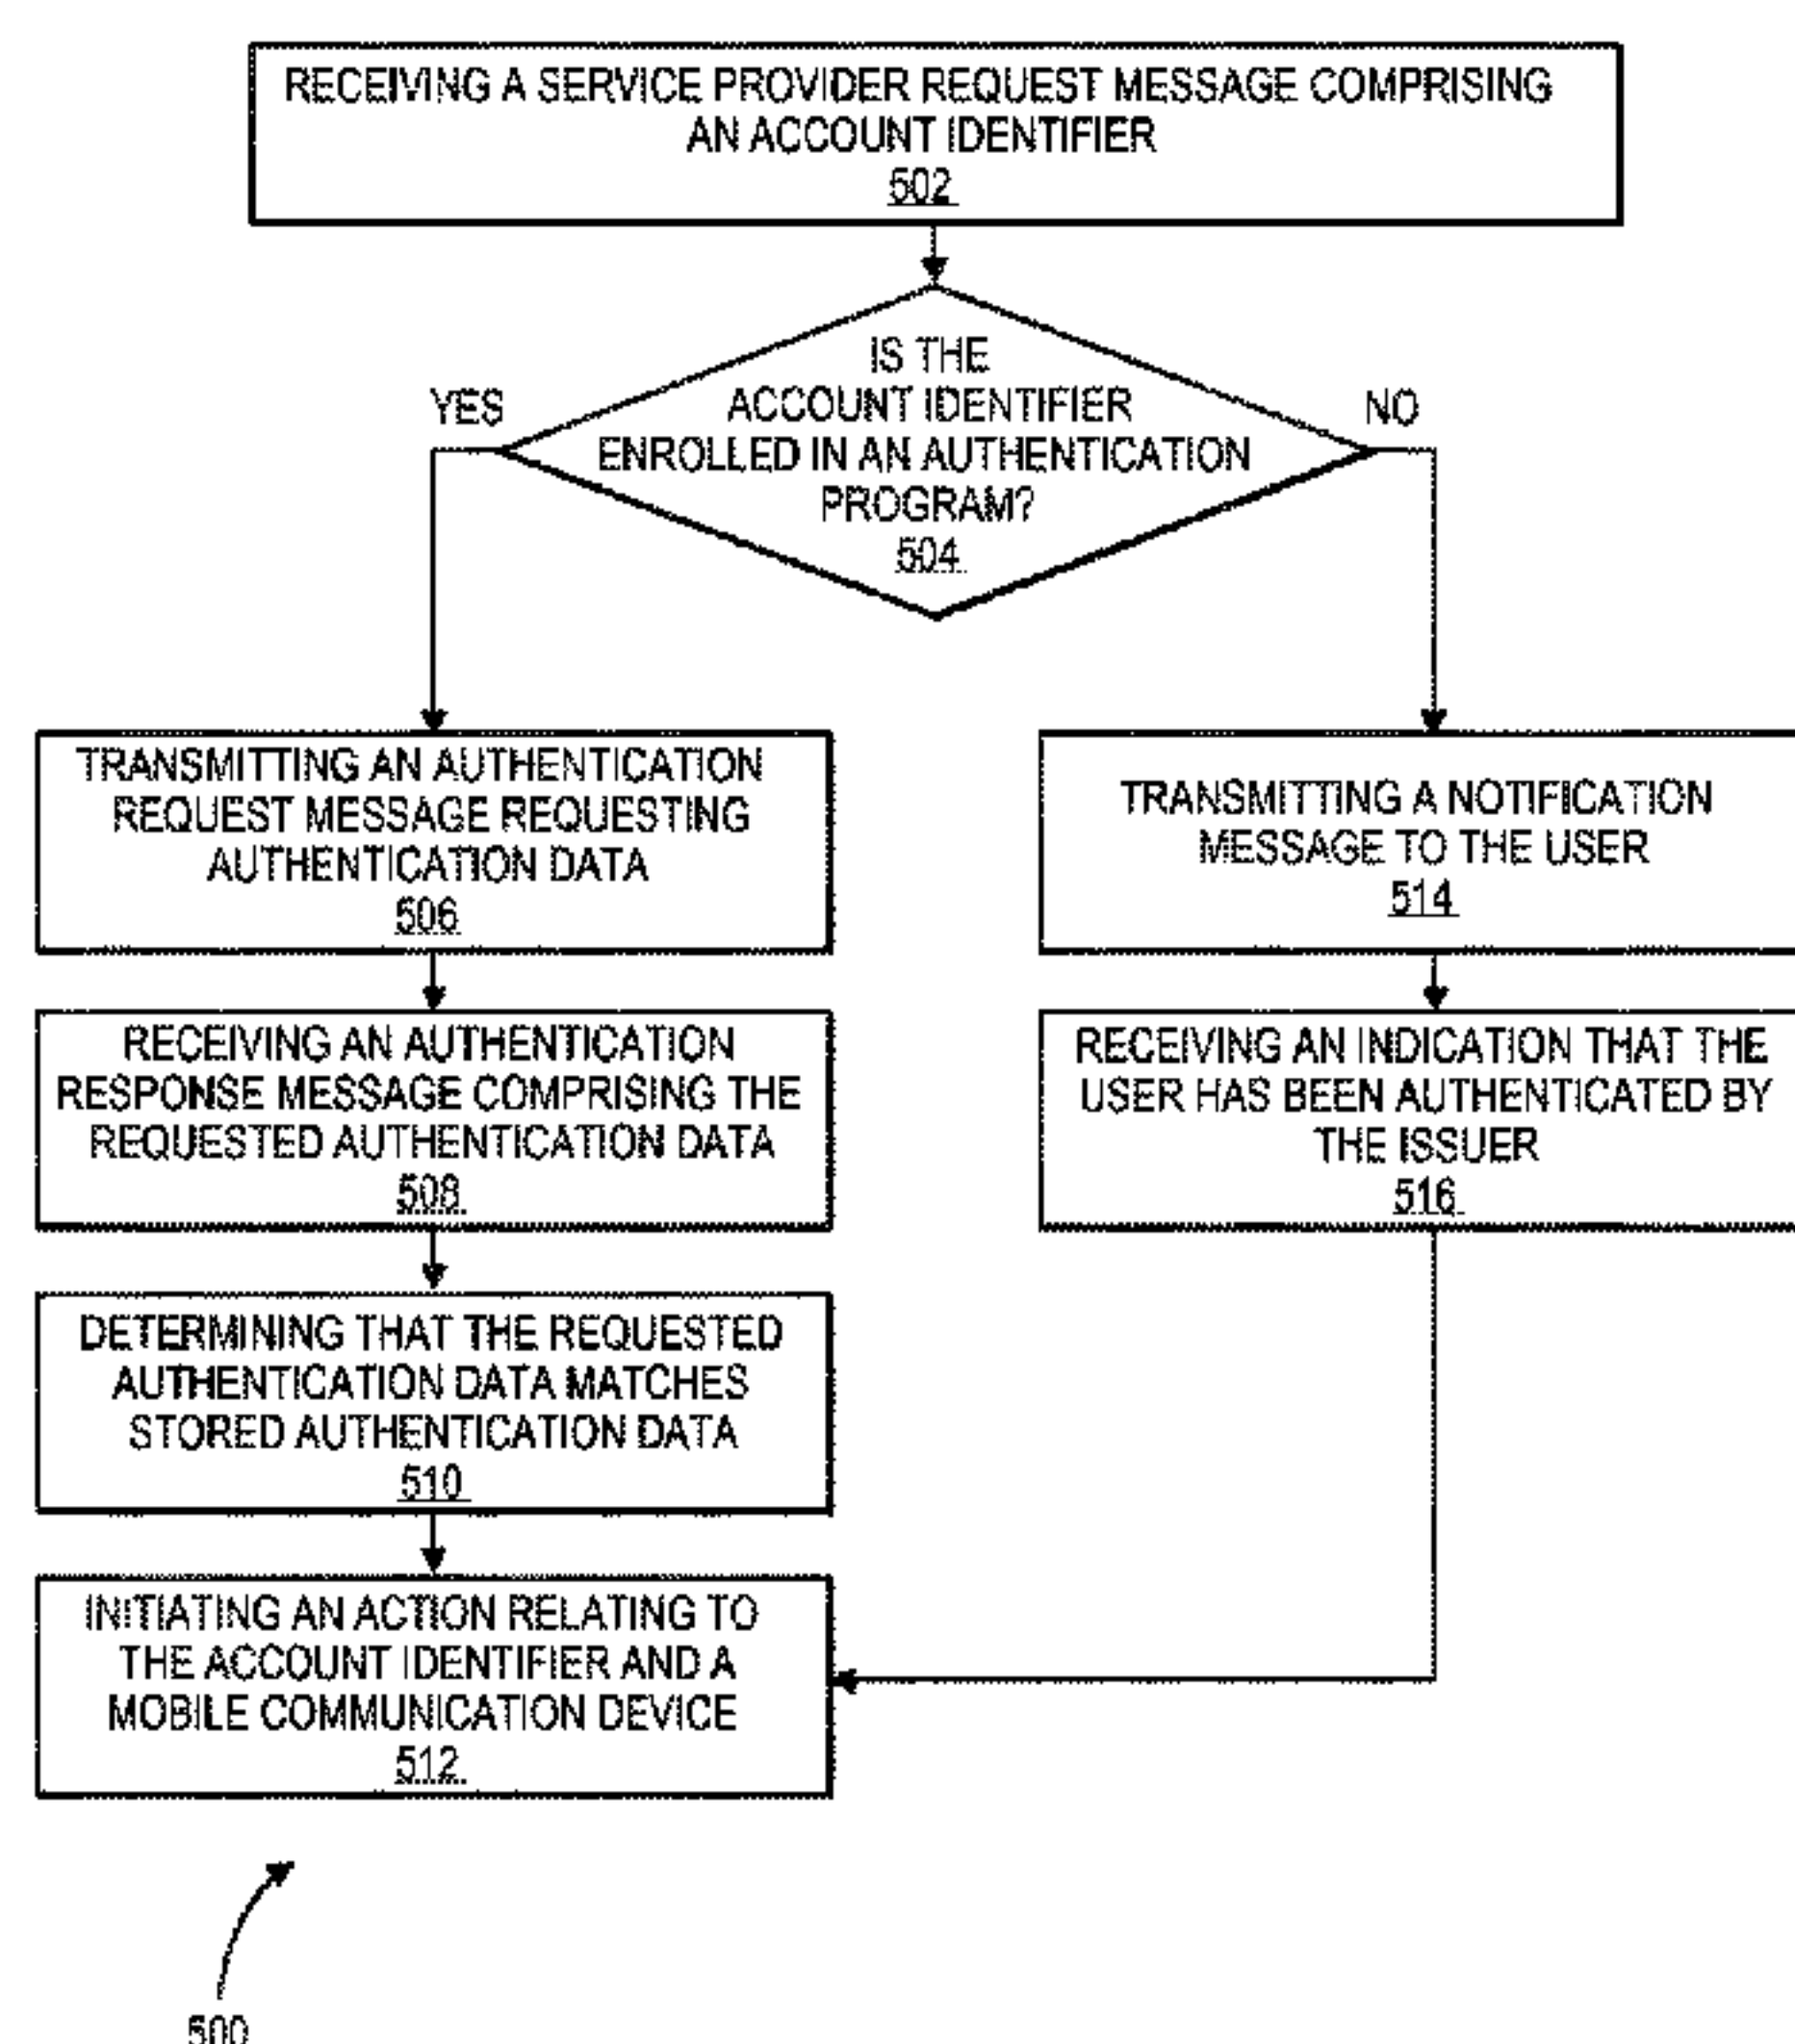 RECEIVING A SERVICE PROVIDER REQUEST MESSAGE COMPRISING
AN ACCOUNT IDENTIFIER
502
IS THE
ACCOUNT IDENTIFIER
ENROLLED IN AN AUTHENTICATION
PROGRAM?
504
YES
NO
TRANSMITTING AN AUTHENTICATION
REQUEST MESSAGE REQUESTING
AUTHENTICATION DATA
506
TRANSMITTING A NOTIFICATION
MESSAGE TO THE USER
514
RECEIVING AN AUTHENTICATION
RESPONSE MESSAGE COMPRISING THE
REQUESTED AUTHENTICATION DATA
508
RECEIVING AN INDICATION THAT THE
USER HAS BEEN AUTHENTICATED BY
THE ISSUER
516
DETERMINING THAT THE REQUESTED
AUTHENTICATION DATA MATCHES
STORED AUTHENTICATION DATA
510
INITIATING AN ACTION RELATING TO
THE ACCOUNT IDENTIFIER AND A
MOBILE COMMUNICATION DEVICE
512
500